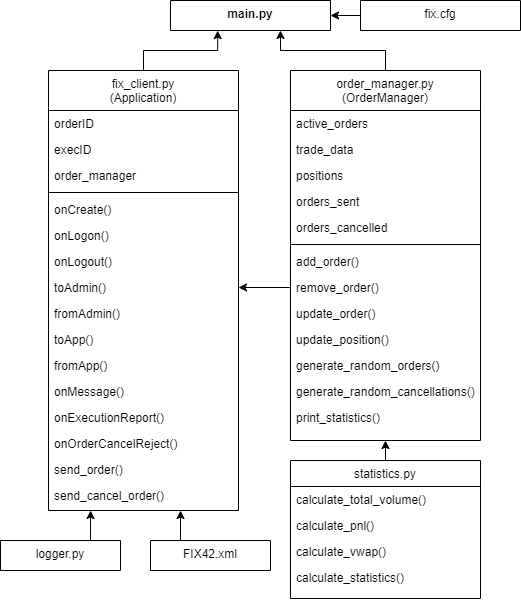 main.py
fix.cfg
fix_client.py
(Application)
orderID
execID
order_manager
onCreate()
onLogon()
onLogout()
toAdmin()
fromAdmin()
toApp()
fromApp()
onMessage()
onExecutionReport()
onOrderCancelReject()
send_order()
send_cancel_order()
order_manager.py
(OrderManager)
active_orders
trade_data
positions
orders_sent
orders_cancelled
add_order()
remove_order()
update_order()
update_position()
generate_random_orders()
generate_random_cancellations()
print_statistics()
logger.py
FIX42.xml
statistics.py
calculate_total_volume()
calculate_pnl()
calculate_vwap()
calculate_statistics()